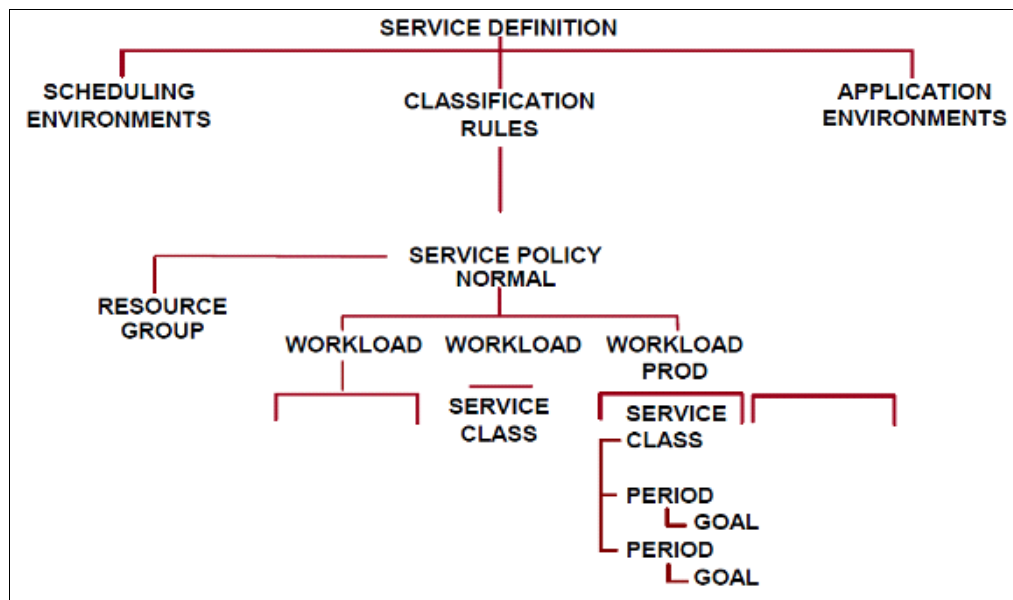 SERVICE DEFINITION
SCHEDULING
ENVIRONMENTS
CLASSIFICATION
RULES
APPLICATION
ENVIRONMENTS
SERVICE POLICY
NORMAL
RESOURCE
GROUP
WORKLOAD
WORKLOAD
WORKLOAD
PROD
SERVICE
CLASS
SERVICE
CLASS
PERIOD
GOAL
PERIOD
GOAL